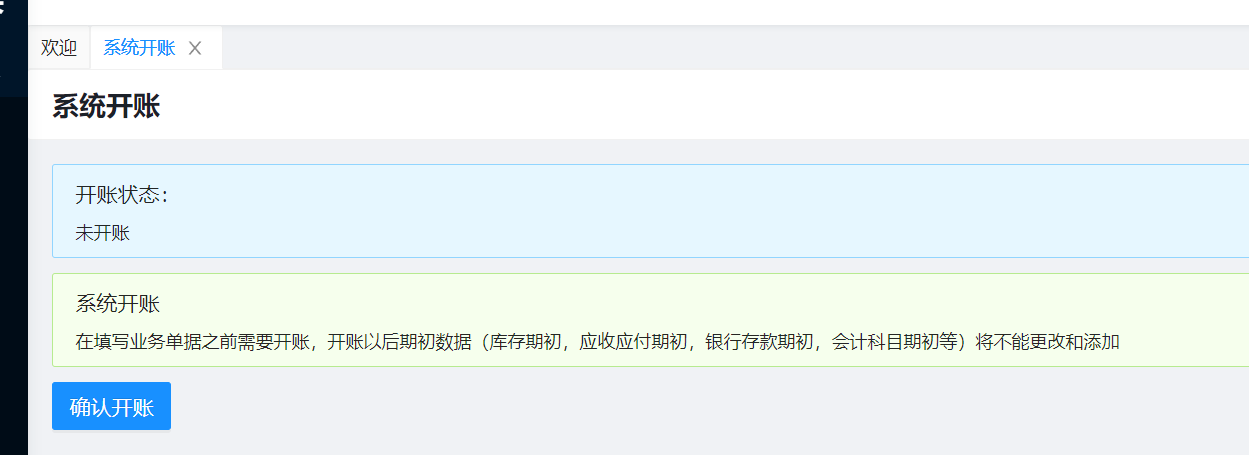 欢迎 系统开账
系统开账
开账状态：
未开账
系统开账
在填写业务单据之前需要开账，开账以后期初数据（库存期初，应收应付期初，银行存款期初，会计科目期初等）将不能更改和添加
确认开账